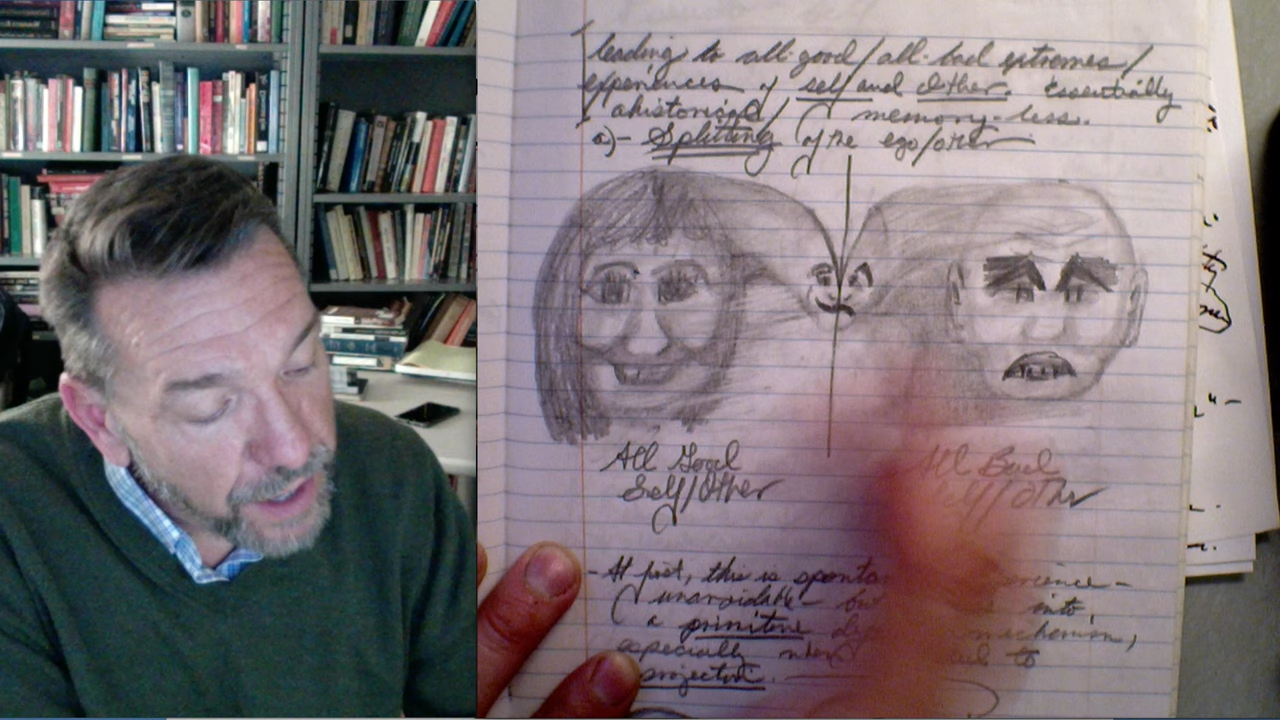 leading to all-good/all-bad extremes/
experiences of self and other. Essentially
ahistorical/ memory-less.
a)- Splitting of the ego/other
All Good
Self/Other
All Bad
Self/Other
- At first, this is
unavoidable - into
a primitive mechanism,
especially to
projection.